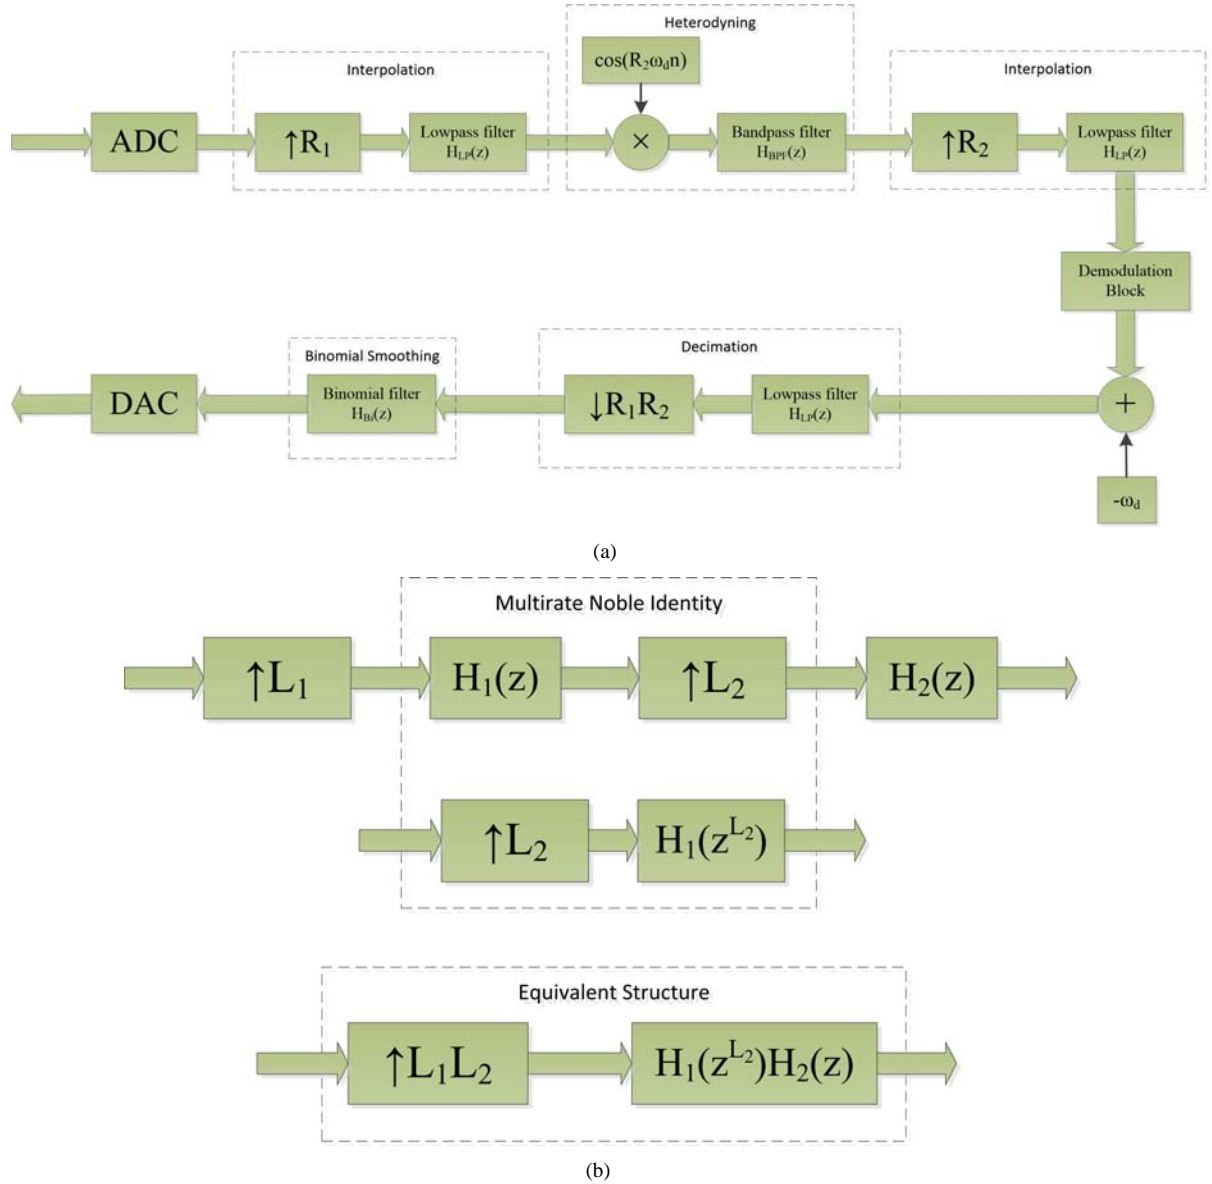 Heterodyning
cos(R₂ω_dn)
Interpolation
Interpolation
ADC
↑R₁
Lowpass filter
H_LP(z)
×
Bandpass filter
H_BPF(z)
↑R₂
Lowpass filter
H_LP(z)
Demodulation
Block
Binomial Smoothing
Decimation
DAC
Binomial filter
H_Bi(z)
↓R₁R₂
Lowpass filter
H_LP(z)
+
-ω_d
(a)
Multirate Noble Identity
↑L₁
H₁(z)
↑L₂
H₂(z)
↑L₂
H₁(z^L₂)
Equivalent Structure
↑L₁L₂
H₁(z^L₂)H₂(z)
(b)